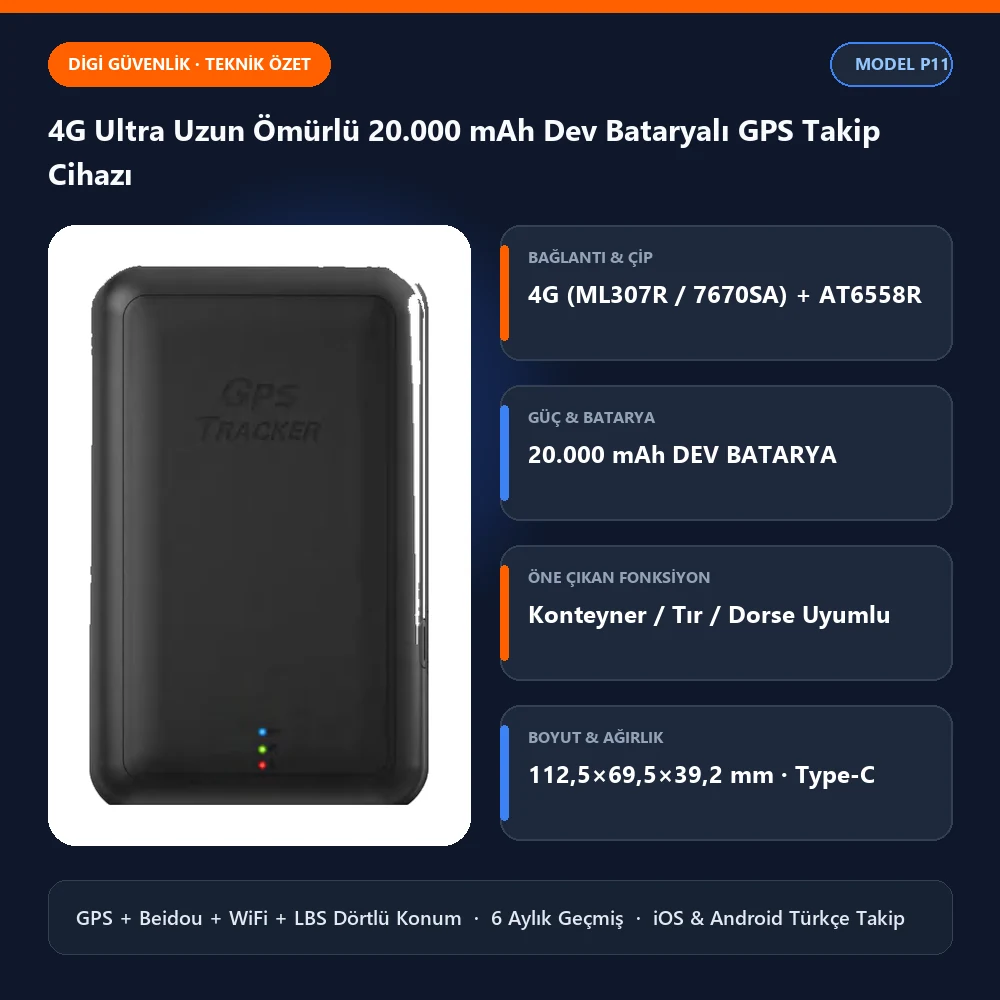 DİGİ GÜVENLİK · TEKNİK ÖZET
MODEL P11
4G Ultra Uzun Ömürlü 20.000 mAh Dev Bataryalı GPS Takip
Cihazı
GPS
TRACKER
BAĞLANTI & ÇİP
4G (ML307R / 7670SA) + AT6558R
GÜÇ & BATARYA
20.000 mAh DEV BATARYA
ÖNE ÇIKAN FONKSİYON
Konteyner / Tır / Dorse Uyumlu
BOYUT & AĞIRLIK
112,5×69,5×39,2 mm · Type-C
GPS + Beidou + WiFi + LBS Dörtlü Konum · 6 Aylık Geçmiş · iOS & Android Türkçe Takip